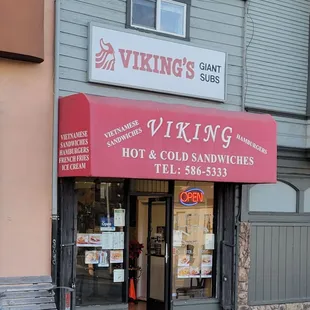 VIKING'S
GIANT
SUBS
VIETNAMESE
SANDWICHES
HAMBURGERS
FRENCH FRIES
ICE CREAM
VIETNAMESE
SANDWICHES
VIKING
HAMBURGER
HOT & COLD SANDWICHES
TEL: 586-5333
OPEN